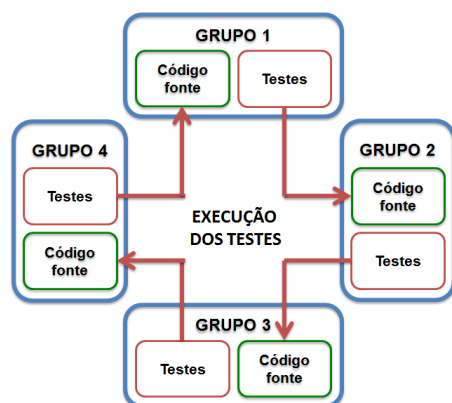 GRUPO 1
Código
fonte
Testes
GRUPO 4
Testes
Código
fonte
EXECUÇÃO
DOS TESTES
GRUPO 2
Código
fonte
Testes
GRUPO 3
Testes
Código
fonte